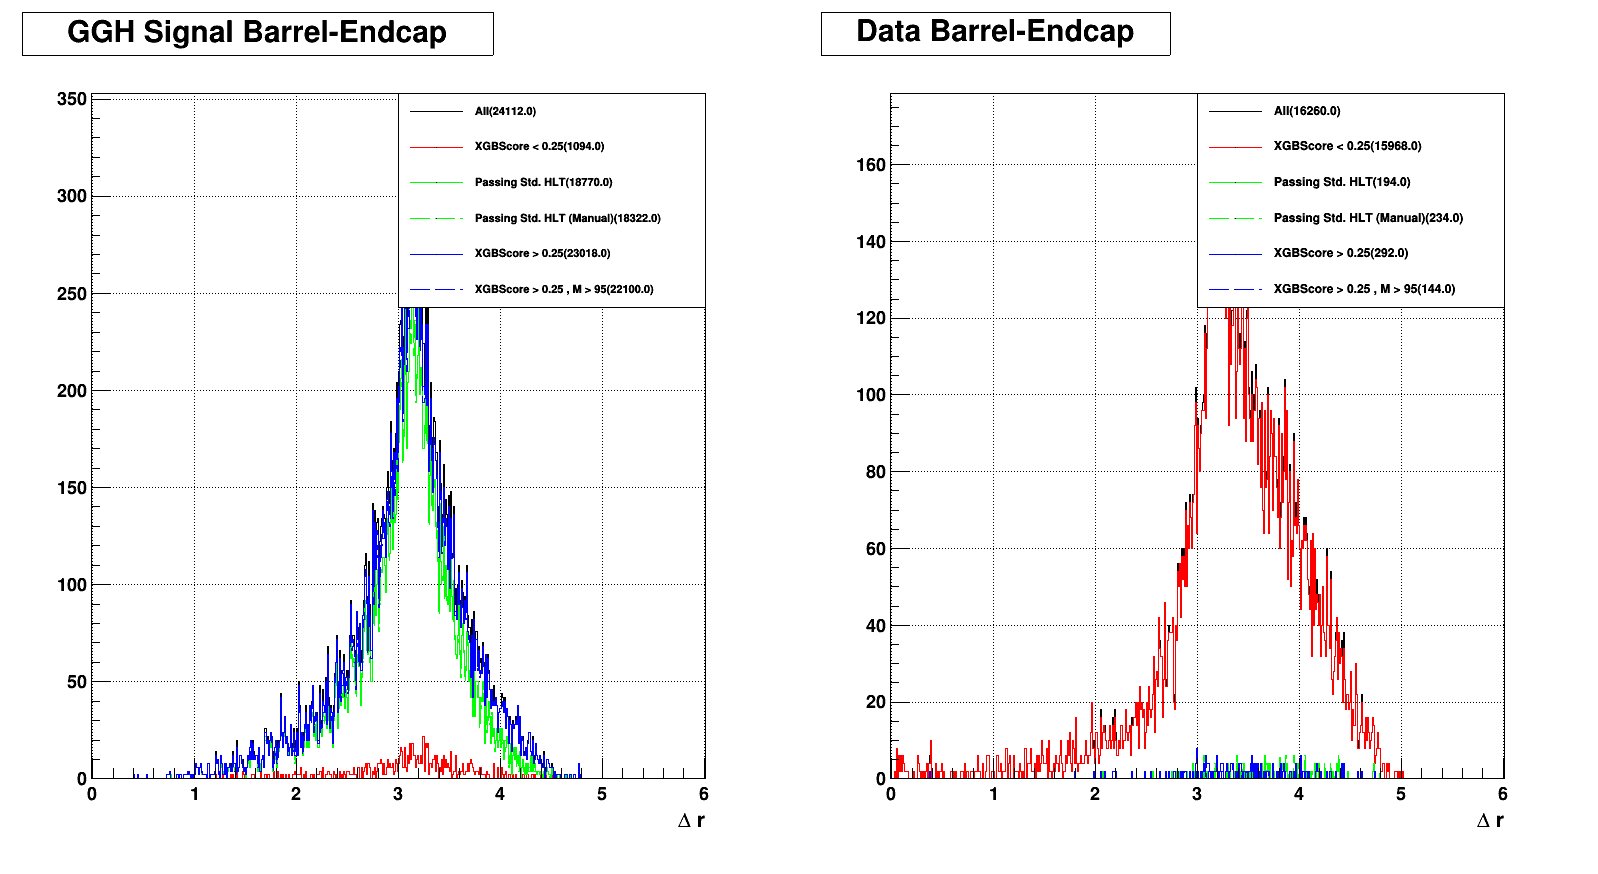 GGH Signal Barrel-Endcap
350
300
250
200
150
100
50
0
0 1 2 3 4 5 6
Δ r
All(24112.0)
XGBScore < 0.25(1094.0)
Passing Std. HLT(18770.0)
Passing Std. HLT (Manual)(18322.0)
XGBScore > 0.25(23018.0)
XGBScore > 0.25 , M > 95(22100.0)
Data Barrel-Endcap
160
140
120
100
80
60
40
20
0
0 1 2 3 4 5 6
Δ r
All(16260.0)
XGBScore < 0.25(15968.0)
Passing Std. HLT(194.0)
Passing Std. HLT (Manual)(234.0)
XGBScore > 0.25(292.0)
XGBScore > 0.25 , M > 95(144.0)